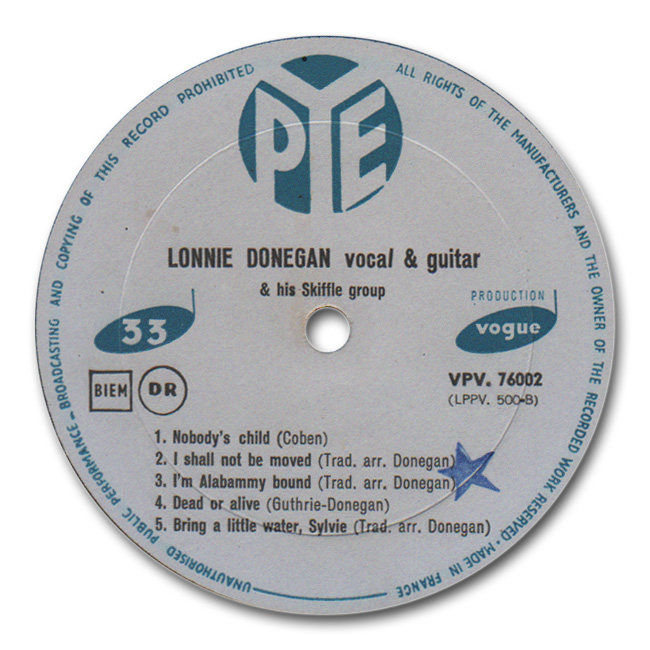 PYE
ALL RIGHTS OF THE MANUFACTURERS AND THE OWNER OF THE RECORDED WORK RESERVED · MADE IN FRANCE
UNAUTHORISED PUBLIC PERFORMANCE - BROADCASTING AND COPYING OF THIS RECORD PROHIBITED
LONNIE DONEGAN vocal & guitar
& his Skiffle group
33
PRODUCTION
vogue
BIEM DR
VPV. 76002
(LPPV. 500-B)
1. Nobody's child (Coben)
2. I shall not be moved (Trad. arr. Donegan)
3. I'm Alabammy bound (Trad. arr. Donegan)
4. Dead or alive (Guthrie-Donegan)
5. Bring a little water, Sylvie (Trad. arr. Donegan)